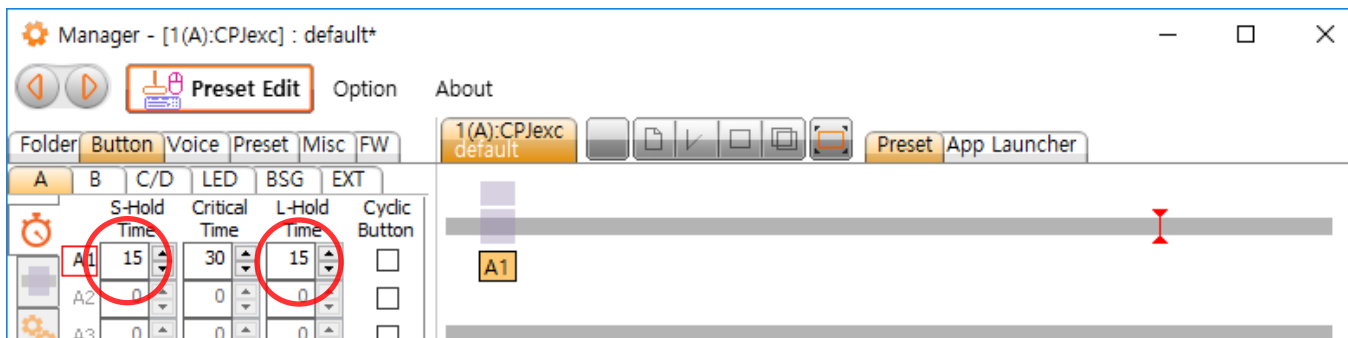 Manager - [1(A):CPJexc] : default*
Preset Edit Option About
Folder Button Voice Preset Misc FW
1(A):CPJexc
default
Preset App Launcher
A B C/D LED BSG EXT
S-Hold Time Critical Time L-Hold Time Cyclic Button
A1 15 30 15
A1
A2 0 0 0
A3 0 0 0